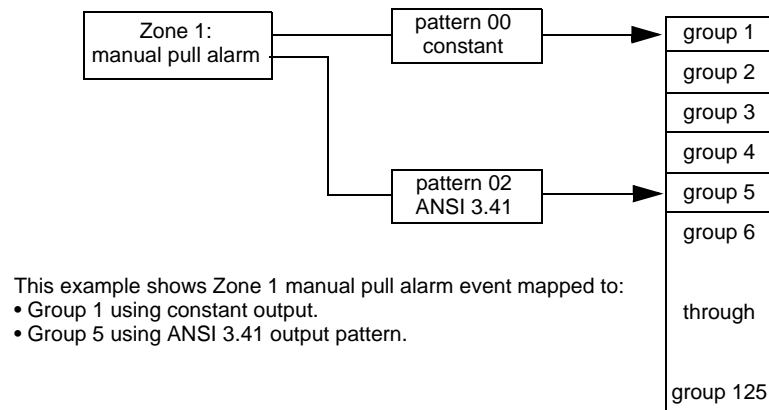 Zone 1:
manual pull alarm
pattern 00
constant
pattern 02
ANSI 3.41
group 1
group 2
group 3
group 4
group 5
group 6
through
group 125
This example shows Zone 1 manual pull alarm event mapped to:
• Group 1 using constant output.
• Group 5 using ANSI 3.41 output pattern.